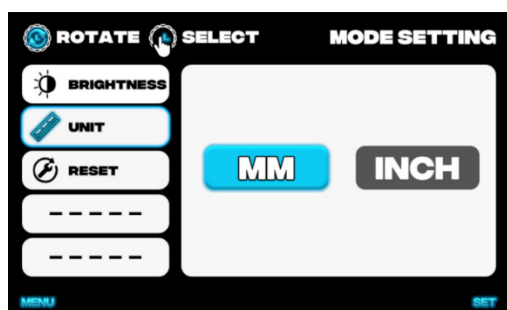 ROTATE SELECT MODE SETTING
BRIGHTNESS
UNIT
RESET
-----
-----
MM INCH
MENU SET